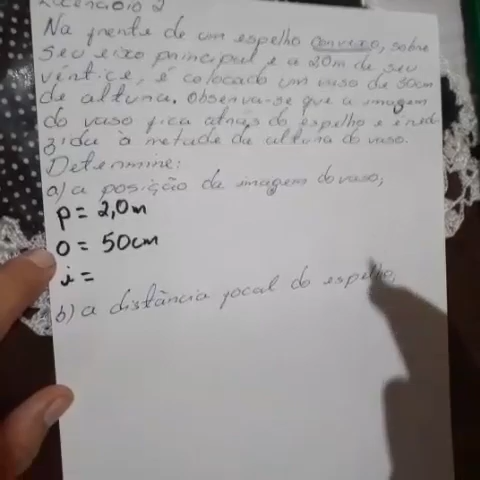 Exercício 2
Na frente de um espelho convexo, sobre
seu eixo principal e a 2,0m de seu
vértice, é colocado um vaso de 50cm
de altura. Observa-se que a imagem
do vaso fica atrás do espelho e é redu
zida à metade da altura do vaso.
Determine:
a) a posição da imagem do vaso;
p = 2,0m
o = 50cm
i =
b) a distância focal do espelho;